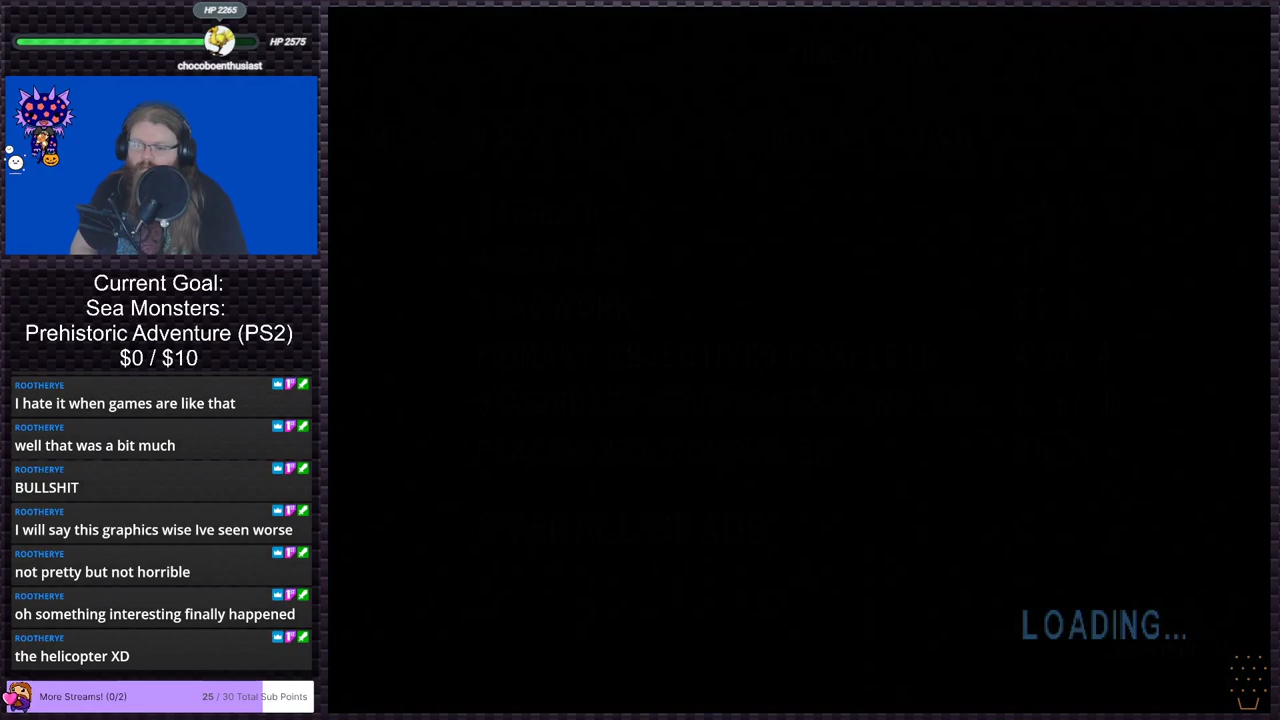 HP 2265
HP 2575
chocoboenthusiast
Current Goal:
Sea Monsters:
Prehistoric Adventure (PS2)
$0 / $10
ROOTHERYE
I hate it when games are like that
ROOTHERYE
well that was a bit much
ROOTHERYE
BULLSHIT
ROOTHERYE
I will say this graphics wise Ive seen worse
ROOTHERYE
not pretty but not horrible
ROOTHERYE
oh something interesting finally happened
ROOTHERYE
the helicopter XD
More Streams! (0/2)
25 / 30 Total Sub Points
LOADING...